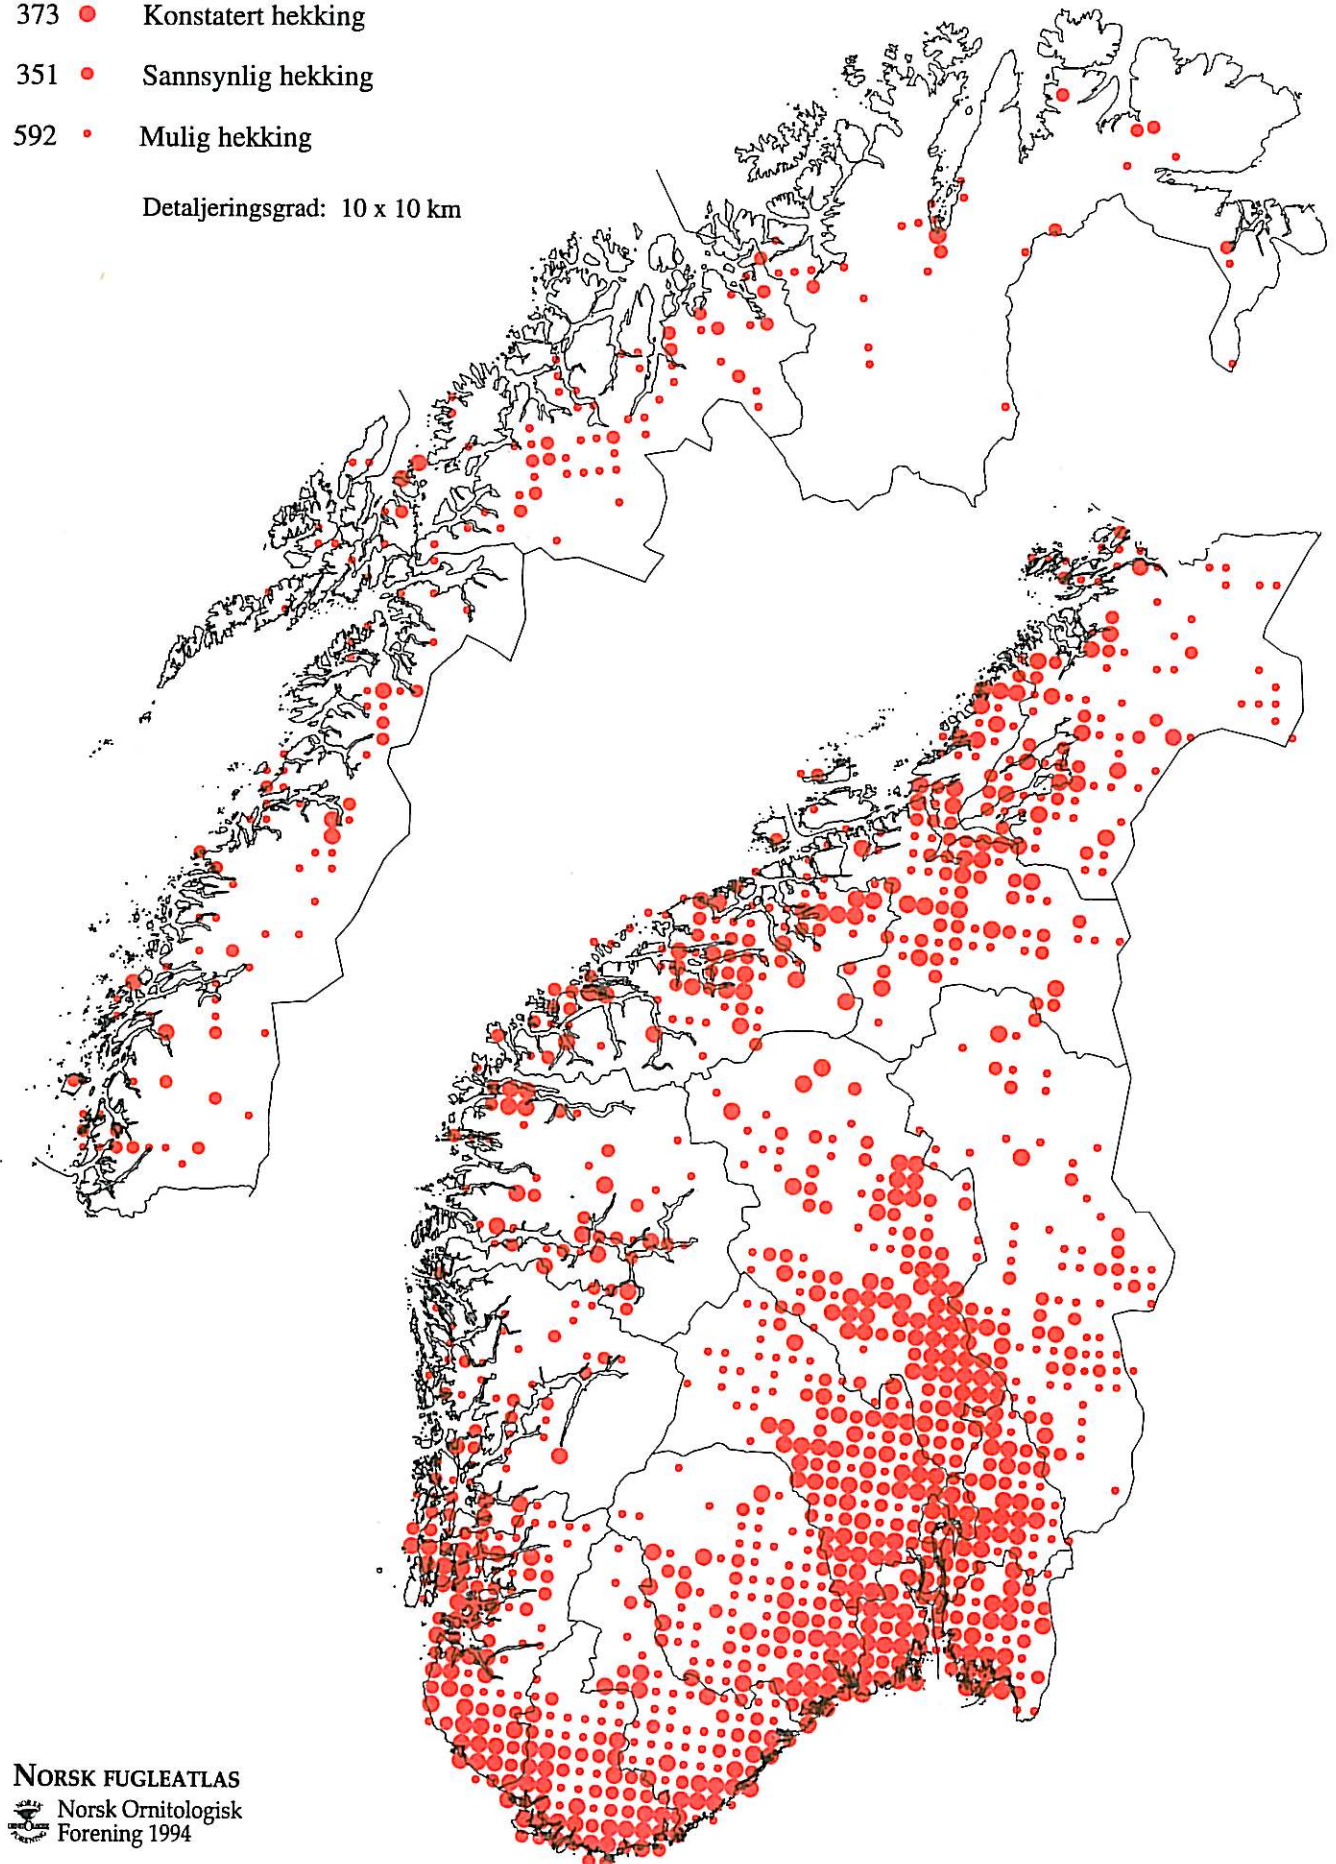 373 Konstatert hekking
351 Sannsynlig hekking
592 Mulig hekking
Detaljeringsgrad: 10 x 10 km
NORSK FUGLEATLAS
Norsk Ornitologisk
Forening 1994